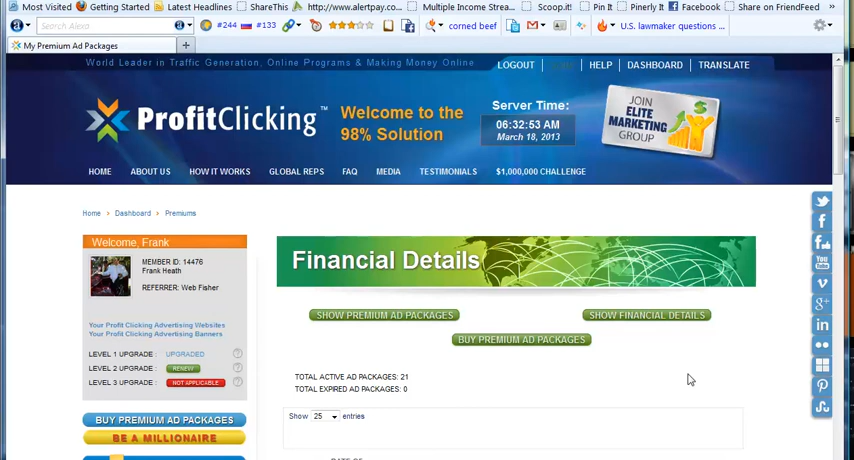 Most Visited Getting Started Latest Headlines ShareThis http://www.alertpay.co... Multiple Income Strea... Scoop.it! Pin It Pinerly It Facebook Share on FriendFeed
Search Alexa #244 #133 corned beef U.S. lawmaker questions ...
My Premium Ad Packages
World Leader in Traffic Generation, Online Programs & Making Money Online
LOGOUT HELP DASHBOARD TRANSLATE
ProfitClicking™
Welcome to the
98% Solution
Server Time:
06:32:53 AM
March 18, 2013
JOIN
ELITE
MARKETING
GROUP
HOME ABOUT US HOW IT WORKS GLOBAL REPS FAQ MEDIA TESTIMONIALS $1,000,000 CHALLENGE
Home Dashboard Premiums
Welcome, Frank
MEMBER ID: 14476
Frank Heath
REFERRER: Web Fisher
Your Profit Clicking Advertising Websites
Your Profit Clicking Advertising Banners
LEVEL 1 UPGRADE : UPGRADED ?
LEVEL 2 UPGRADE : RENEW ?
LEVEL 3 UPGRADE : NOT APPLICABLE ?
BUY PREMIUM AD PACKAGES
BE A MILLIONAIRE
Financial Details
SHOW PREMIUM AD PACKAGES SHOW FINANCIAL DETAILS
BUY PREMIUM AD PACKAGES
TOTAL ACTIVE AD PACKAGES: 21
TOTAL EXPIRED AD PACKAGES: 0
Show 25 entries
You Tube